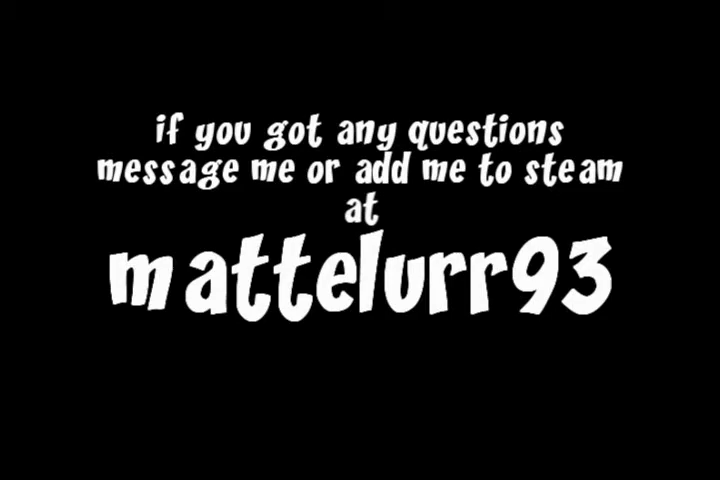 if you got any questions
message me or add me to steam
at
mattelurr93